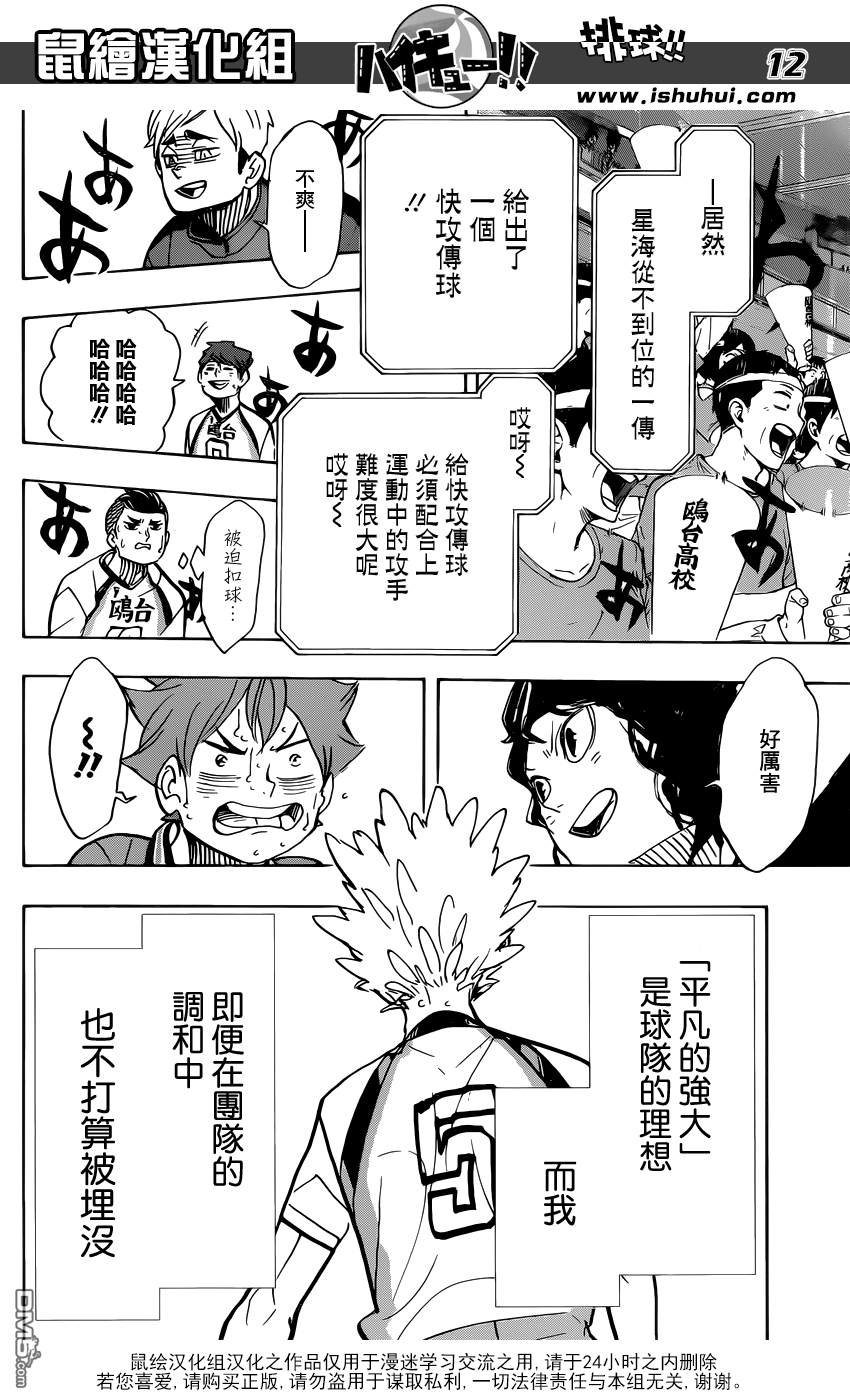 鼠繪漢化組
ハイキュー!!
排球!!
12
www.ishuhui.com
—居然
星海從不到位的一傳
給出了
一個
快攻傳球
!!
不爽—
あぁ
あ
哎呀~
給快攻傳球
必須配合上
運動中的攻手
難度很大呢
哎呀~
鷗台高校
あ
あ
あ
あ
哈哈哈哈
哈哈哈!!
鷗台
あ
被迫扣球…
鷗台
好厲害
~!!
「平凡的強大」
是球隊的理想
而我
5
即便在團隊的
調和中
也不打算被埋沒
鼠绘汉化组汉化之作品仅用于漫迷学习交流之用, 请于24小时之内删除
若您喜爱, 请购买正版, 请勿盗用于谋取私利, 一切法律责任与本组无关, 谢谢。